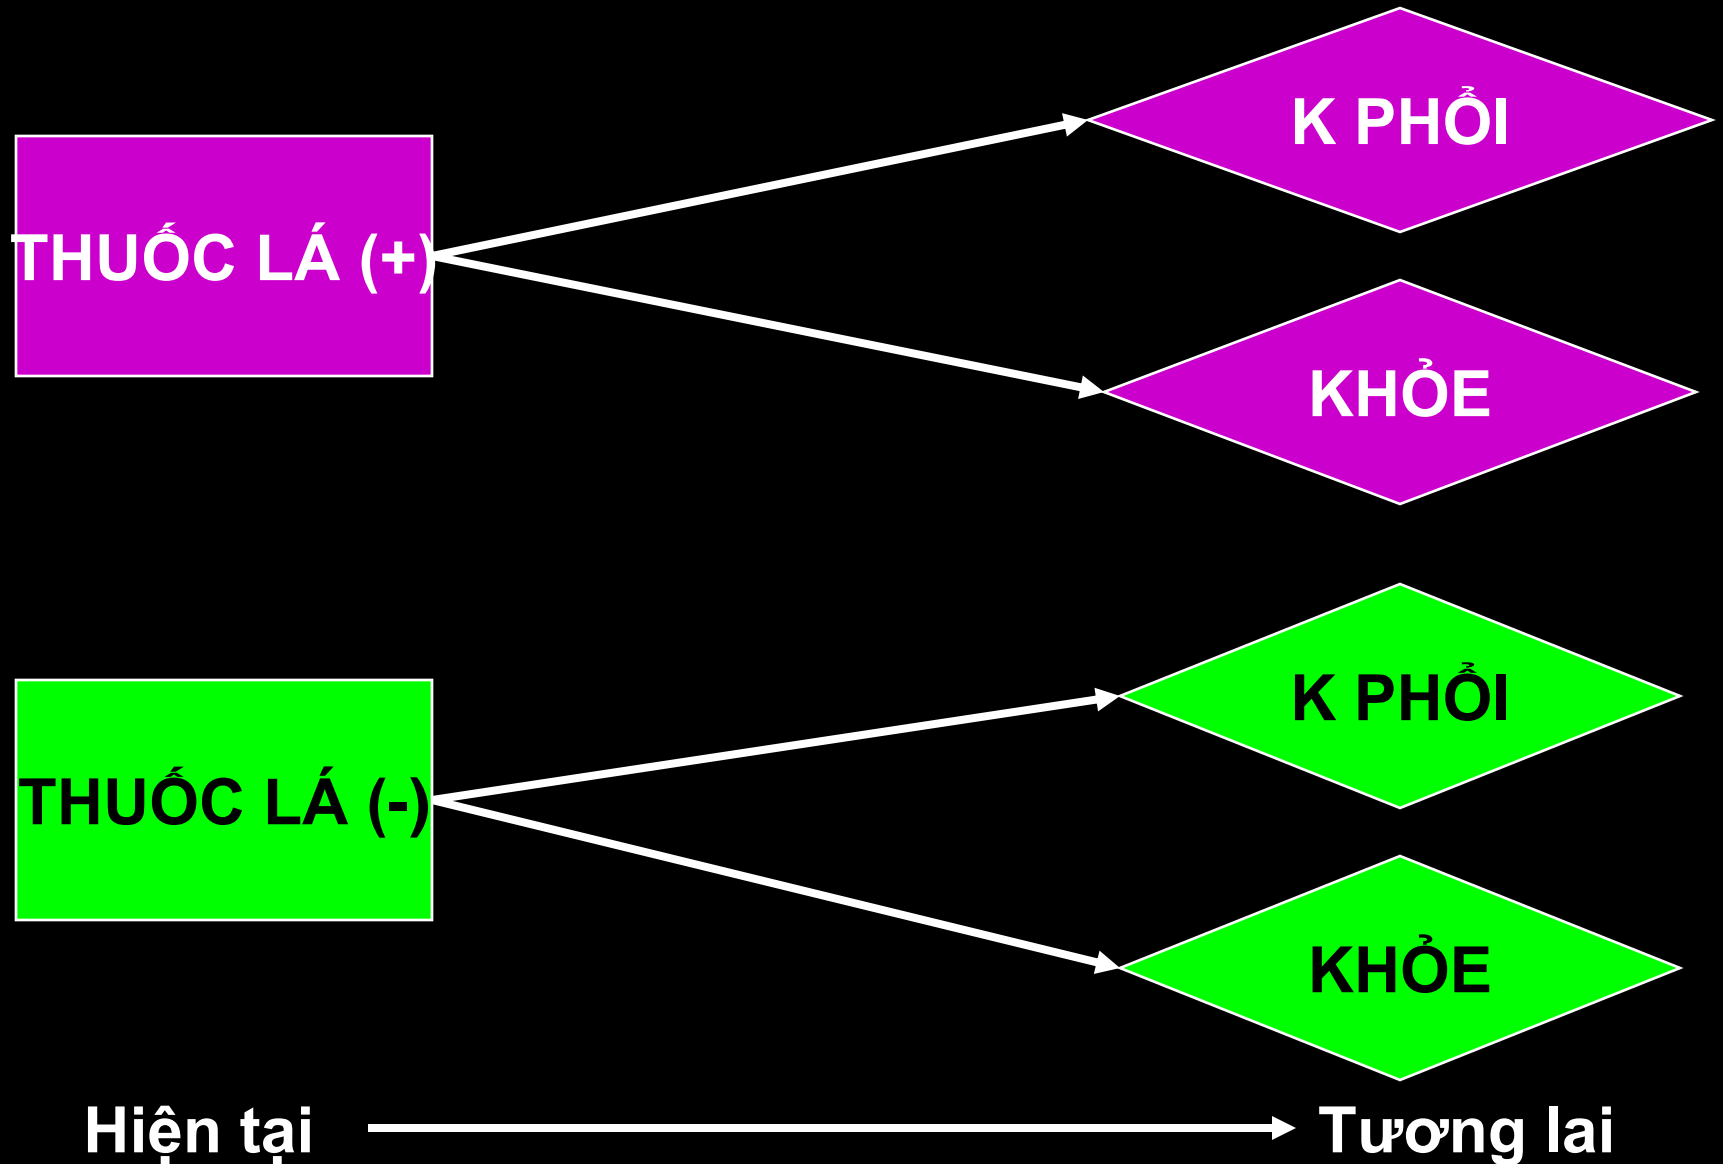 K PHỔI
THUỐC LÁ (+)
KHỎE
K PHỔI
THUỐC LÁ (-)
KHỎE
Hiện tại
Tương lai